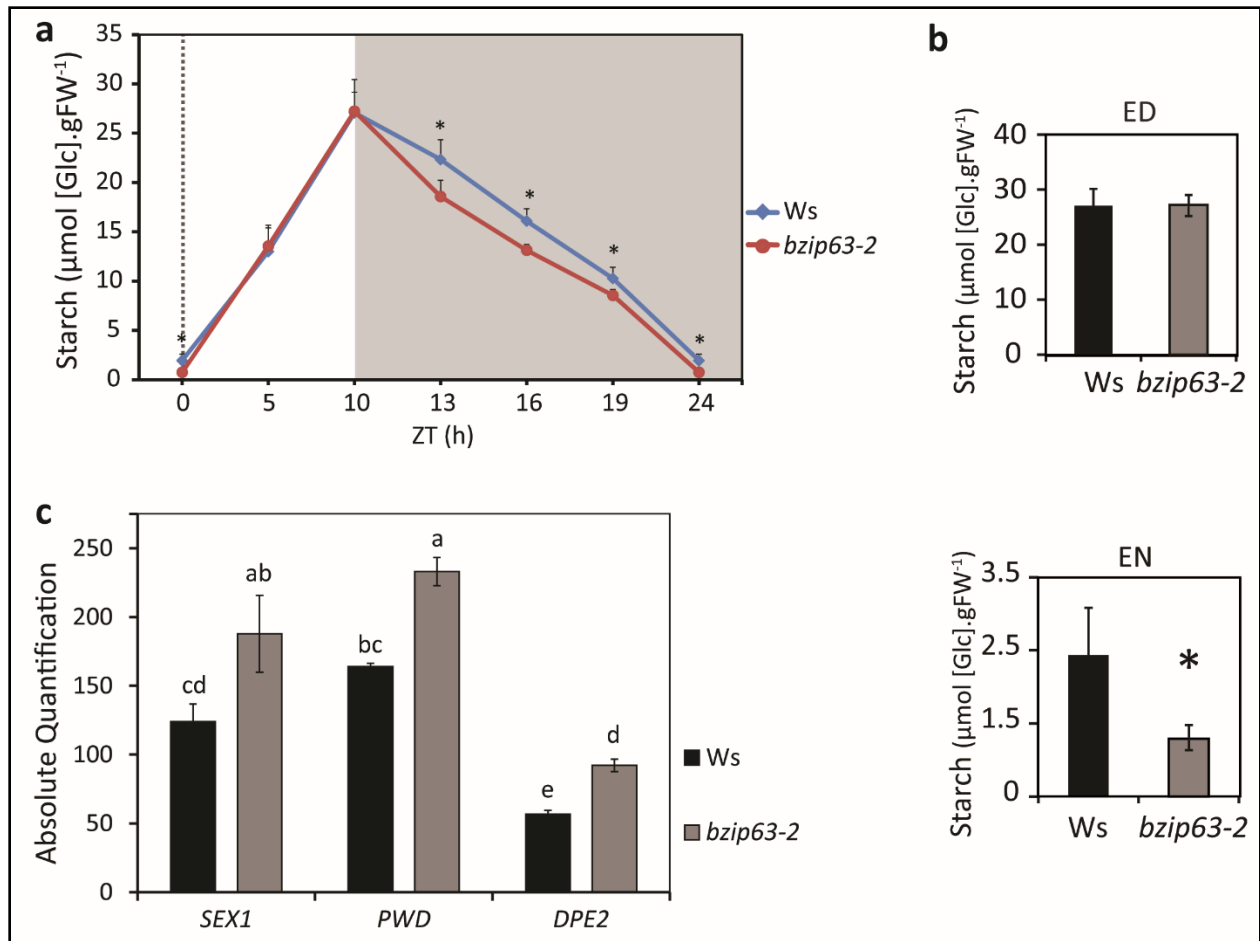 a
35
30
25
20
15
10
5
0
Starch (µmol [Glc].gFW⁻¹)
* * * * *
0 5 10 13 16 19 24
ZT (h)
Ws
bzip63-2
b
ED
40
30
20
10
0
Starch (µmol [Glc].gFW⁻¹)
Ws bzip63-2
EN
3.5
2.5
1.5
0
Starch (µmol [Glc].gFW⁻¹)
*
Ws bzip63-2
c
250
200
150
100
50
0
Absolute Quantification
cd ab bc a e d
SEX1 PWD DPE2
Ws
bzip63-2